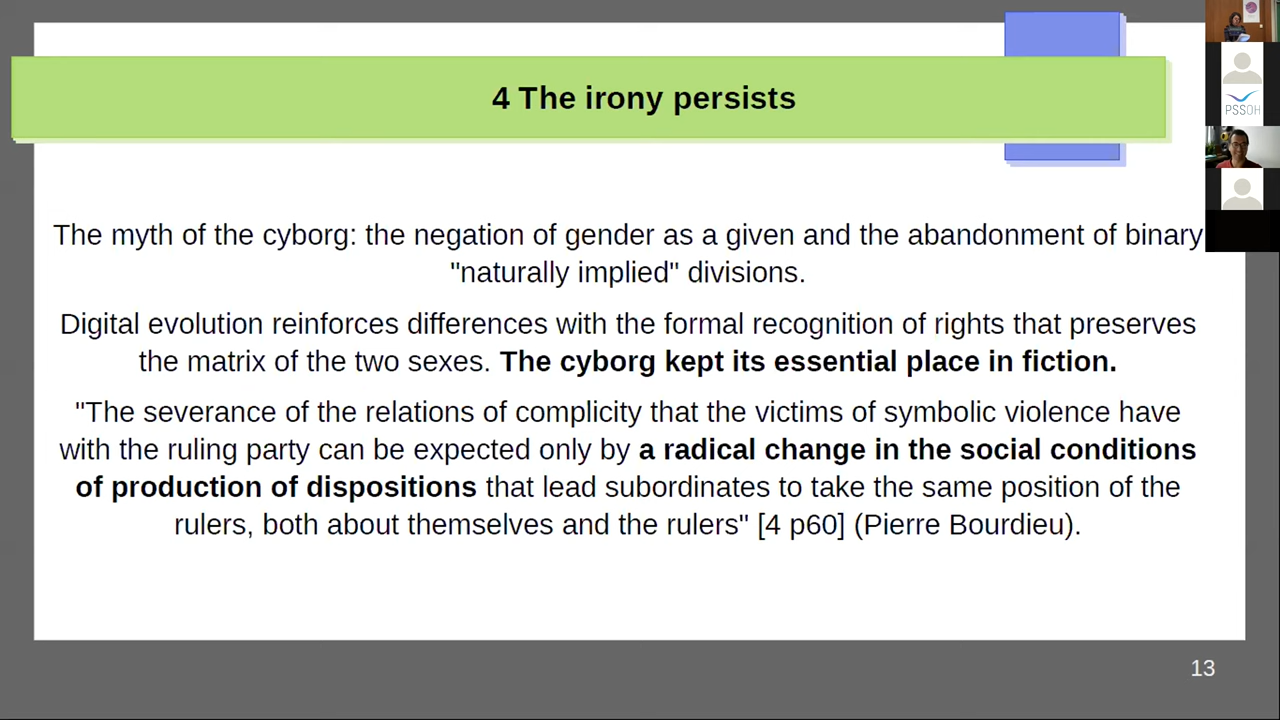 4 The irony persists
The myth of the cyborg: the negation of gender as a given and the abandonment of binary
"naturally implied" divisions.
Digital evolution reinforces differences with the formal recognition of rights that preserves
the matrix of the two sexes. The cyborg kept its essential place in fiction.
"The severance of the relations of complicity that the victims of symbolic violence have
with the ruling party can be expected only by a radical change in the social conditions
of production of dispositions that lead subordinates to take the same position of the
rulers, both about themselves and the rulers" [4 p60] (Pierre Bourdieu).
13
PSSOH